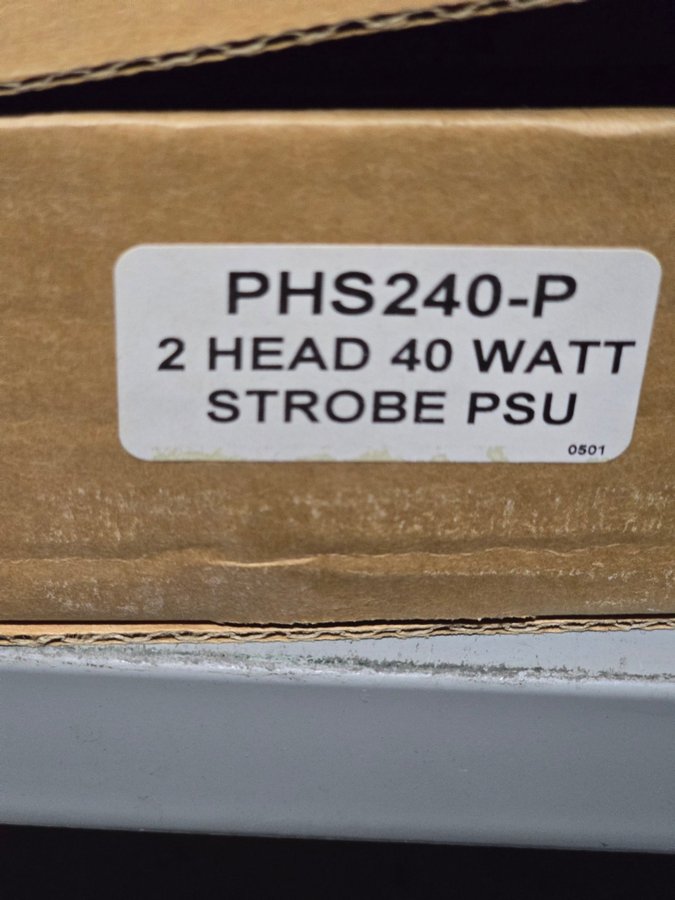 PHS240-P
2 HEAD 40 WATT
STROBE PSU
0501